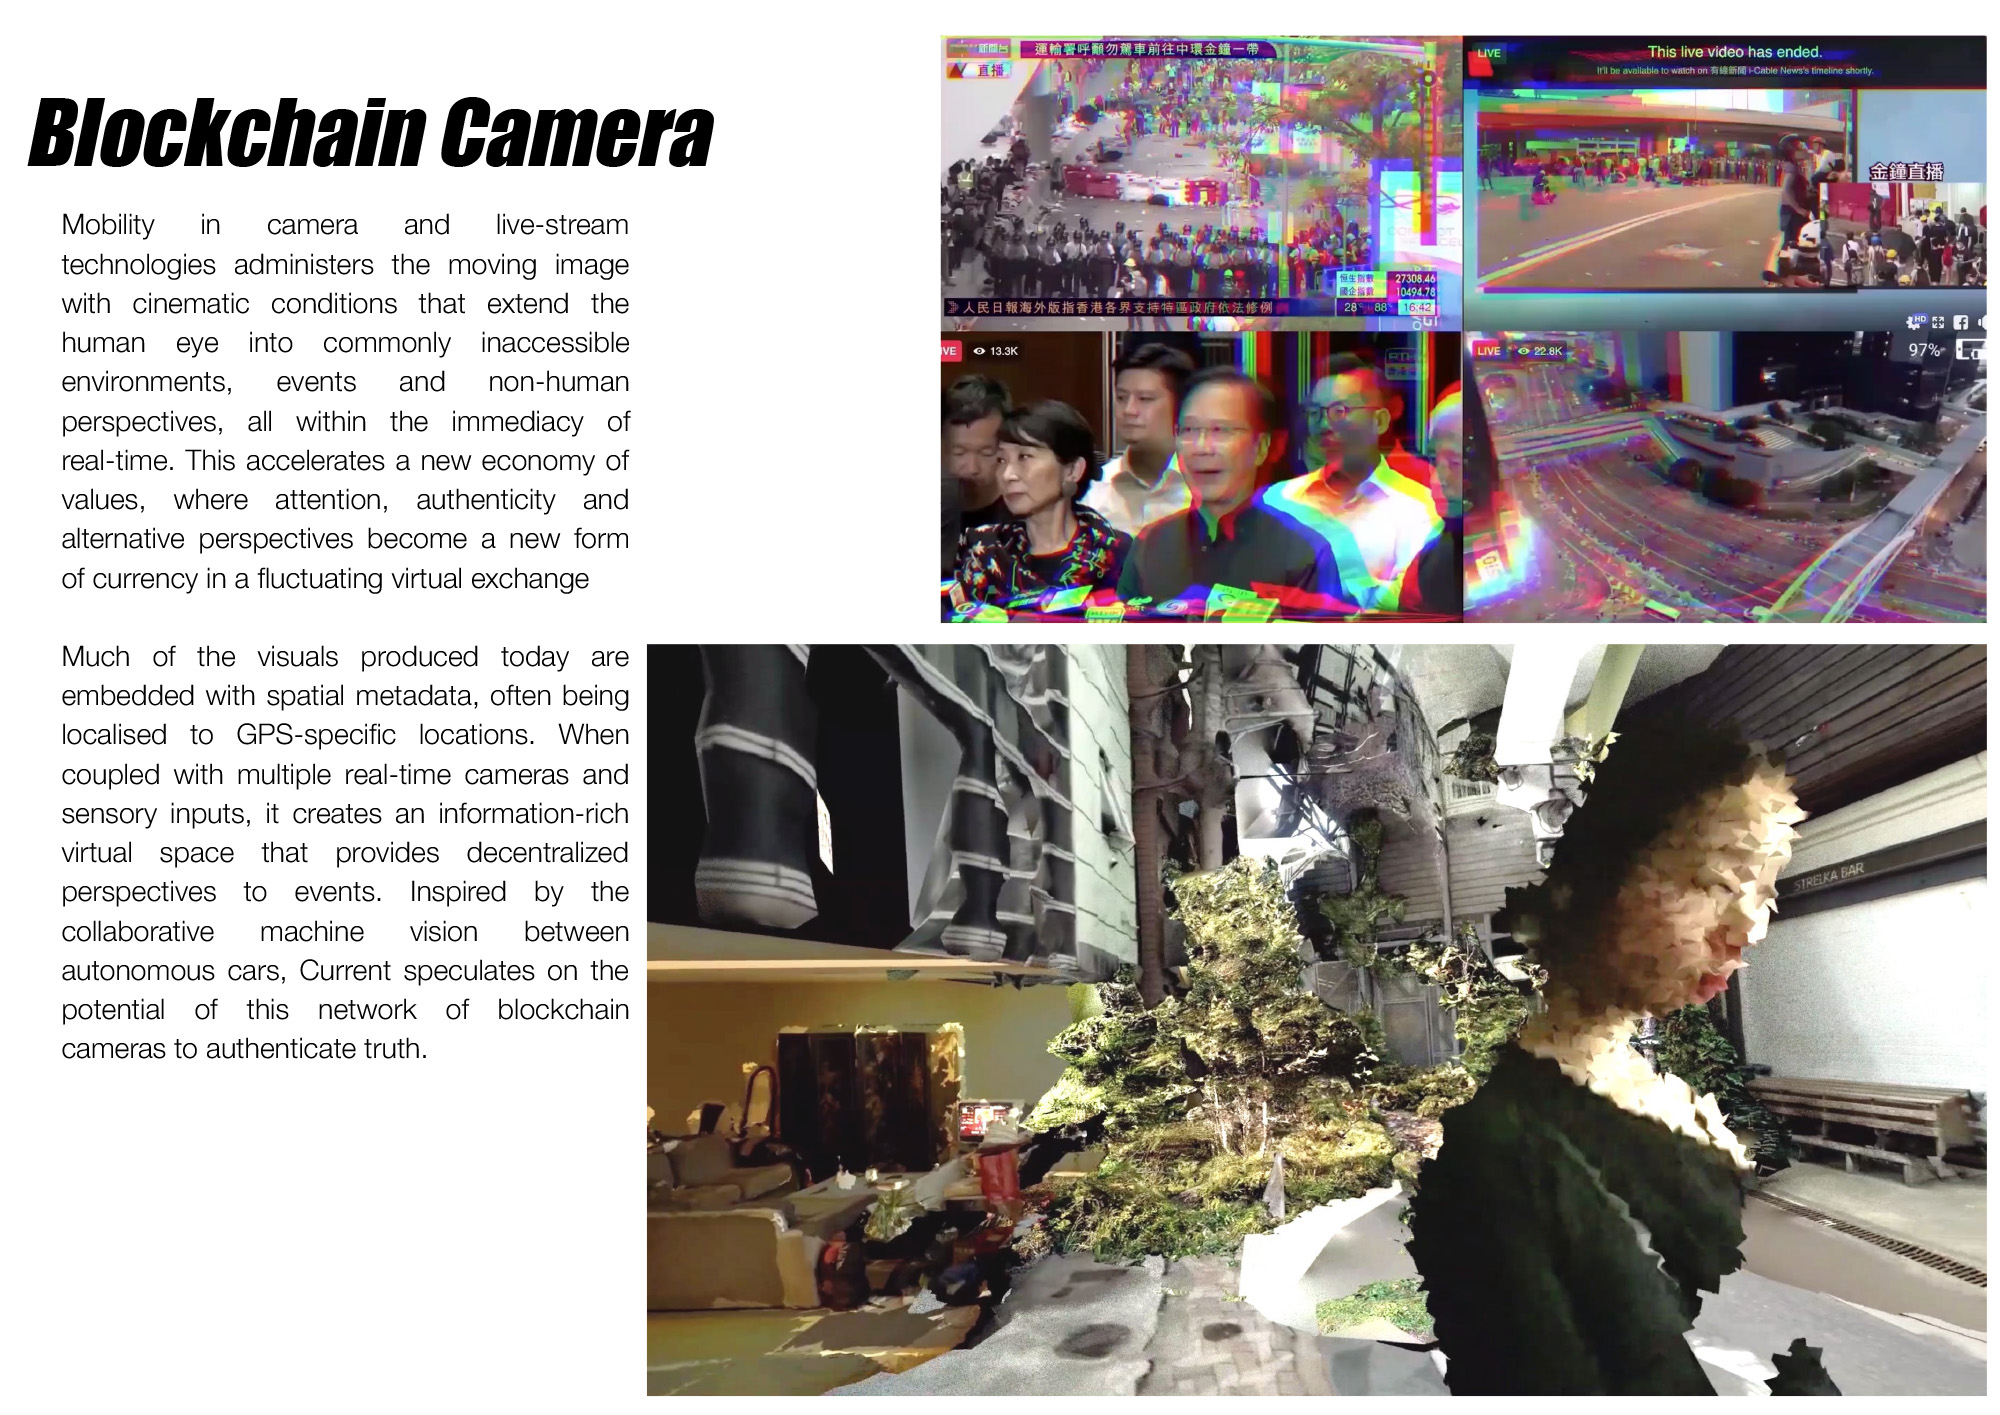 Blockchain Camera
Mobility in camera and live-stream
technologies administers the moving image
with cinematic conditions that extend the
human eye into commonly inaccessible
environments, events and non-human
perspectives, all within the immediacy of
real-time. This accelerates a new economy of
values, where attention, authenticity and
alternative perspectives become a new form
of currency in a fluctuating virtual exchange
Much of the visuals produced today are
embedded with spatial metadata, often being
localised to GPS-specific locations. When
coupled with multiple real-time cameras and
sensory inputs, it creates an information-rich
virtual space that provides decentralized
perspectives to events. Inspired by the
collaborative machine vision between
autonomous cars, Current speculates on the
potential of this network of blockchain
cameras to authenticate truth.
新聞台
運輸署呼籲勿駕車前往中環金鐘一帶
直播
恒生指數 27308.46
國企指數 10494.78
人民日報海外版指香港各界支持特區政府依法修例
28° 88% 16:42
LIVE
This live video has ended.
It'll be available to watch on 有線新聞 i-Cable News's timeline shortly.
金鐘直播
HD
97%
IVE 13.3K
LIVE 22.8K
STRELKA BAR